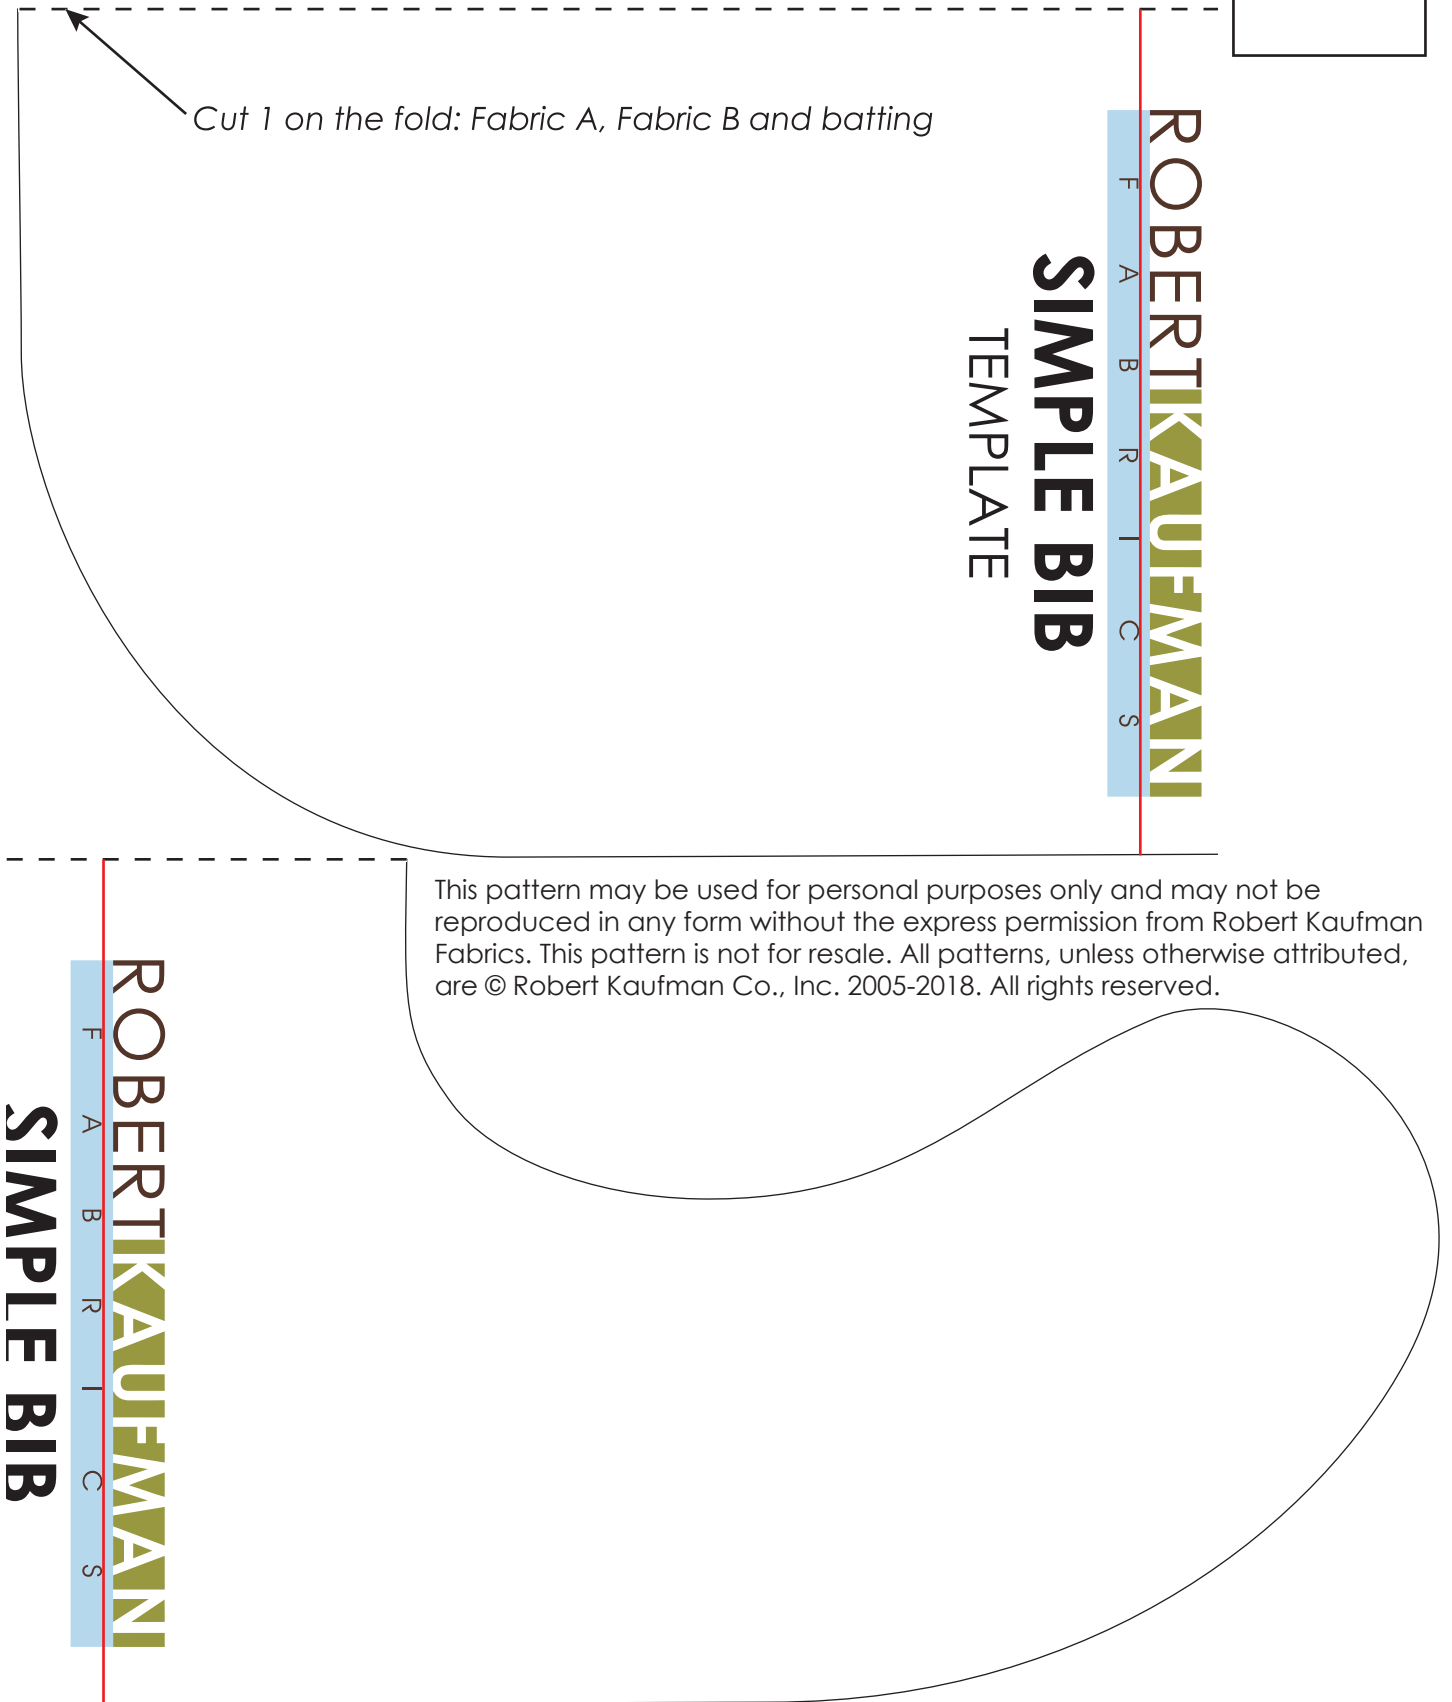 Cut 1 on the fold: Fabric A, Fabric B and batting
ROBERTKAUFMAN
FABRICS
SIMPLE BIB
TEMPLATE
This pattern may be used for personal purposes only and may not be
reproduced in any form without the express permission from Robert Kaufman
Fabrics. This pattern is not for resale. All patterns, unless otherwise attributed,
are © Robert Kaufman Co., Inc. 2005-2018. All rights reserved.
ROBERTKAUFMAN
FABRICS
SIMPLE BIB